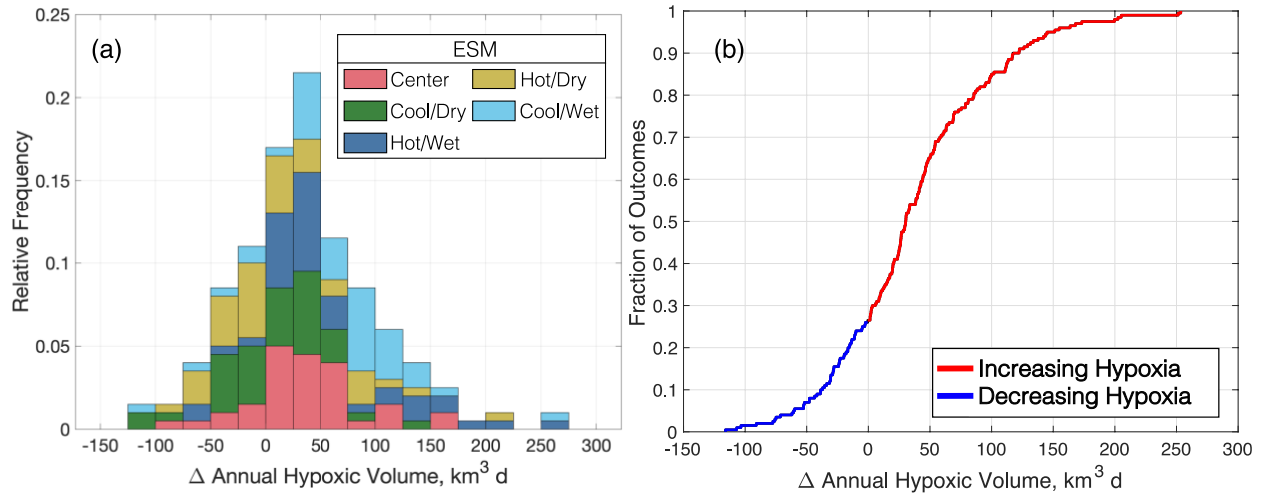 (a)
ESM
Center
Hot/Dry
Cool/Dry
Cool/Wet
Hot/Wet
Relative Frequency
0.25
0.2
0.15
0.1
0.05
0
-150 -100 -50 0 50 100 150 200 250 300
Δ Annual Hypoxic Volume, km³ d
(b)
Fraction of Outcomes
1
0.9
0.8
0.7
0.6
0.5
0.4
0.3
0.2
0.1
0
Increasing Hypoxia
Decreasing Hypoxia
-150 -100 -50 0 50 100 150 200 250 300
Δ Annual Hypoxic Volume, km³ d